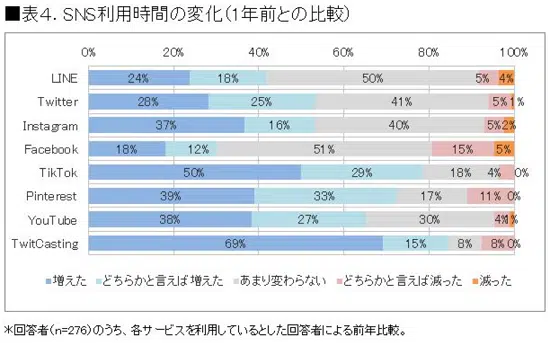 ■表4．SNS利用時間の変化(1年前との比較)
0% 20% 40% 60% 80% 100%
LINE 24% 18% 50% 5% 4%
Twitter 28% 25% 41% 5% 1%
Instagram 37% 16% 40% 5% 2%
Facebook 18% 12% 51% 15% 5%
TikTok 50% 29% 18% 4% 0%
Pinterest 39% 33% 17% 11% 0%
YouTube 38% 27% 30% 4% 1%
TwitCasting 69% 15% 8% 8% 0%
増えた どちらかと言えば増えた あまり変わらない どちらかと言えば減った 減った
*回答者(n=276)のうち、各サービスを利用しているとした回答者による前年比較。